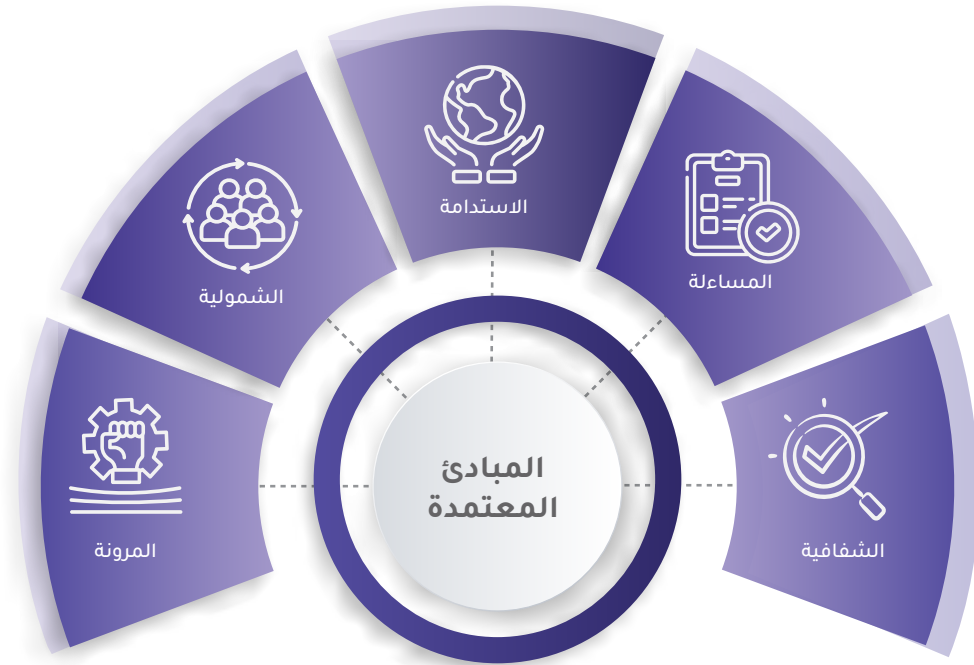 المبادئ
المعتمدة
الشفافية
المساءلة
الاستدامة
الشمولية
المرونة